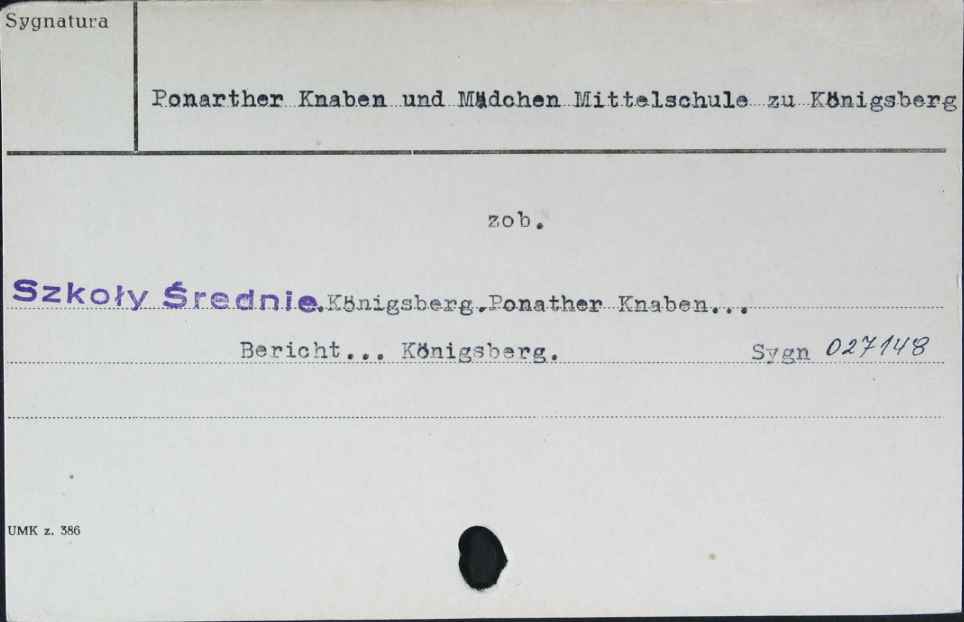 Sygnatura
Ponarther Knaben und Mädchen Mittelschule zu Königsberg
zob.
Szkoły Średnie.Königsberg.Ponather Knaben...
Bericht... Königsberg. Sygn 027148
UMK z. 386